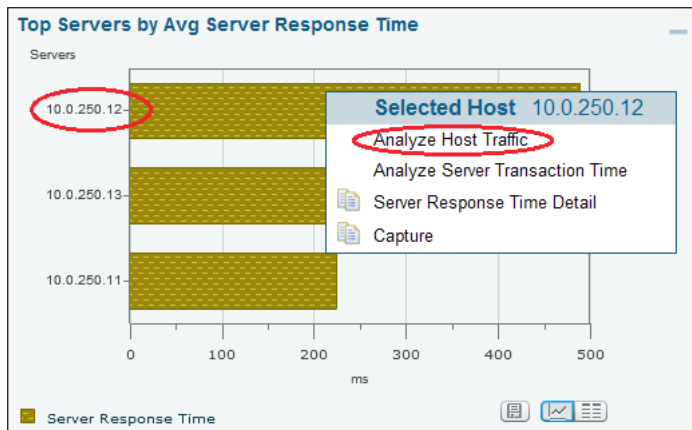 Top Servers by Avg Server Response Time
Servers
10.0.250.12
Selected Host 10.0.250.12
Analyze Host Traffic
Analyze Server Transaction Time
10.0.250.13
Server Response Time Detail
Capture
10.0.250.11
0 100 200 300 400 500
ms
Server Response Time